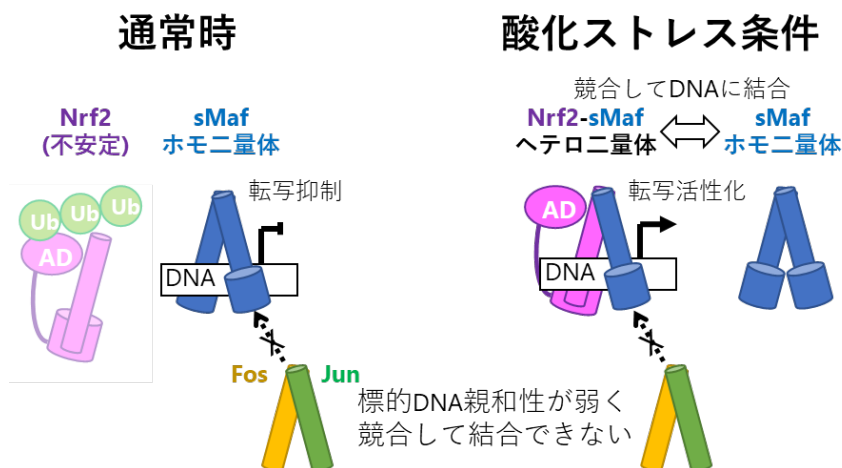 通常時
Nrf2
(不安定)
sMaf
ホモ二量体
転写抑制
Ub
Ub
Ub
AD
DNA
Fos
Jun
酸化ストレス条件
競合してDNAに結合
Nrf2-sMaf
ヘテロ二量体
sMaf
ホモ二量体
転写活性化
AD
DNA
標的DNA親和性が弱く
競合して結合できない